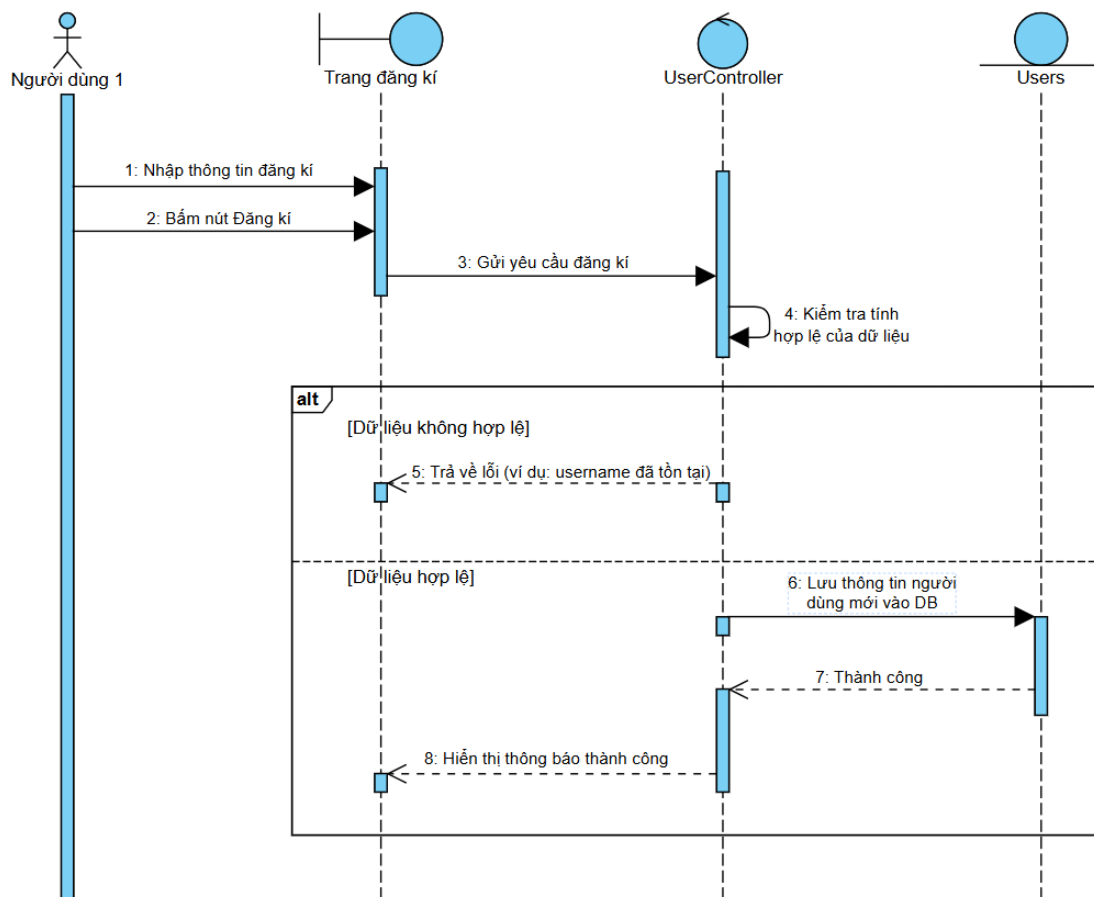 Người dùng 1
Trang đăng kí
UserController
Users
1: Nhập thông tin đăng kí
2: Bấm nút Đăng kí
3: Gửi yêu cầu đăng kí
4: Kiểm tra tính
hợp lệ của dữ liệu
alt
[Dữ liệu không hợp lệ]
5: Trả về lỗi (ví dụ: username đã tồn tại)
[Dữ liệu hợp lệ]
6: Lưu thông tin người
dùng mới vào DB
7: Thành công
8: Hiển thị thông báo thành công